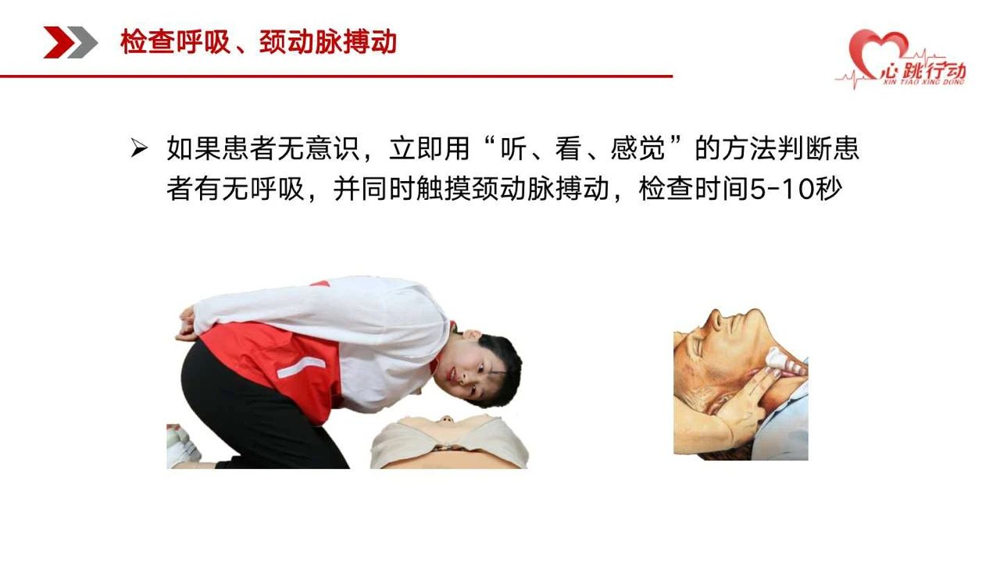 检查呼吸、颈动脉搏动
心跳行动
XIN TIAO XING DONG
➢ 如果患者无意识，立即用“听、看、感觉”的方法判断患
者有无呼吸，并同时触摸颈动脉搏动，检查时间5-10秒